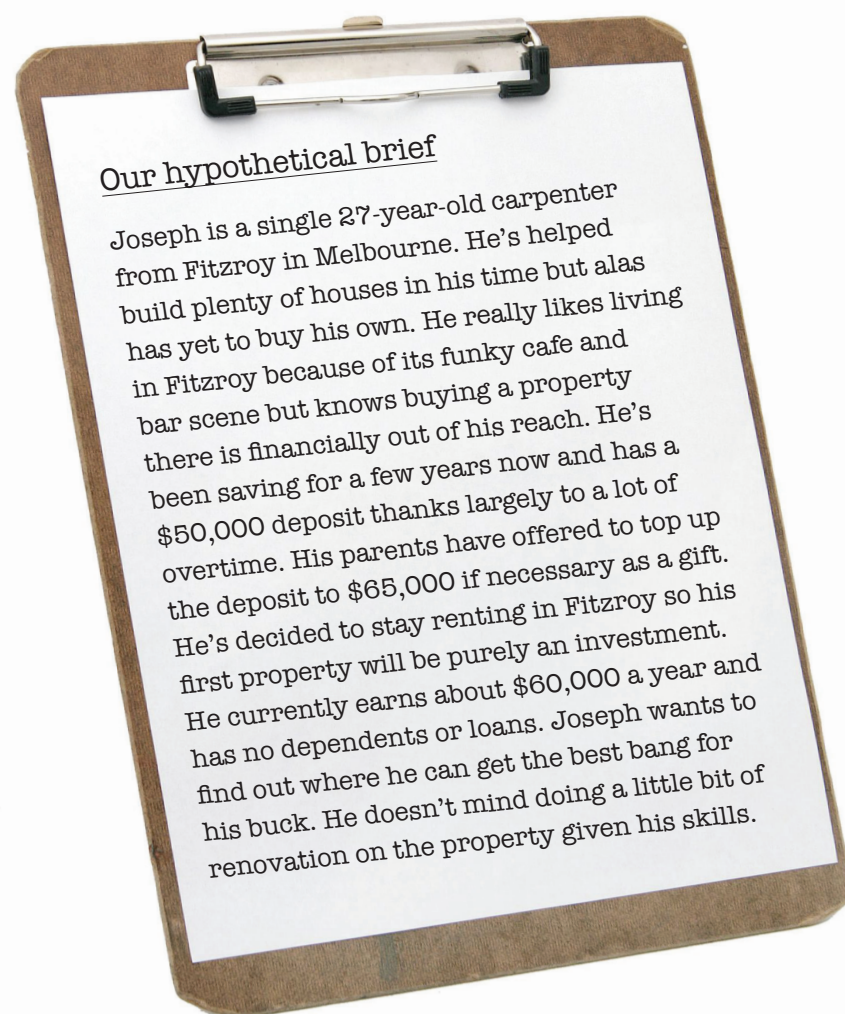 Our hypothetical brief
Joseph is a single 27-year-old carpenter
from Fitzroy in Melbourne. He’s helped
build plenty of houses in his time but alas
has yet to buy his own. He really likes living
in Fitzroy because of its funky cafe and
bar scene but knows buying a property
there is financially out of his reach. He’s
been saving for a few years now and has a
$50,000 deposit thanks largely to a lot of
overtime. His parents have offered to top up
the deposit to $65,000 if necessary as a gift.
He’s decided to stay renting in Fitzroy so his
first property will be purely an investment.
He currently earns about $60,000 a year and
has no dependents or loans. Joseph wants to
find out where he can get the best bang for
his buck. He doesn’t mind doing a little bit of
renovation on the property given his skills.